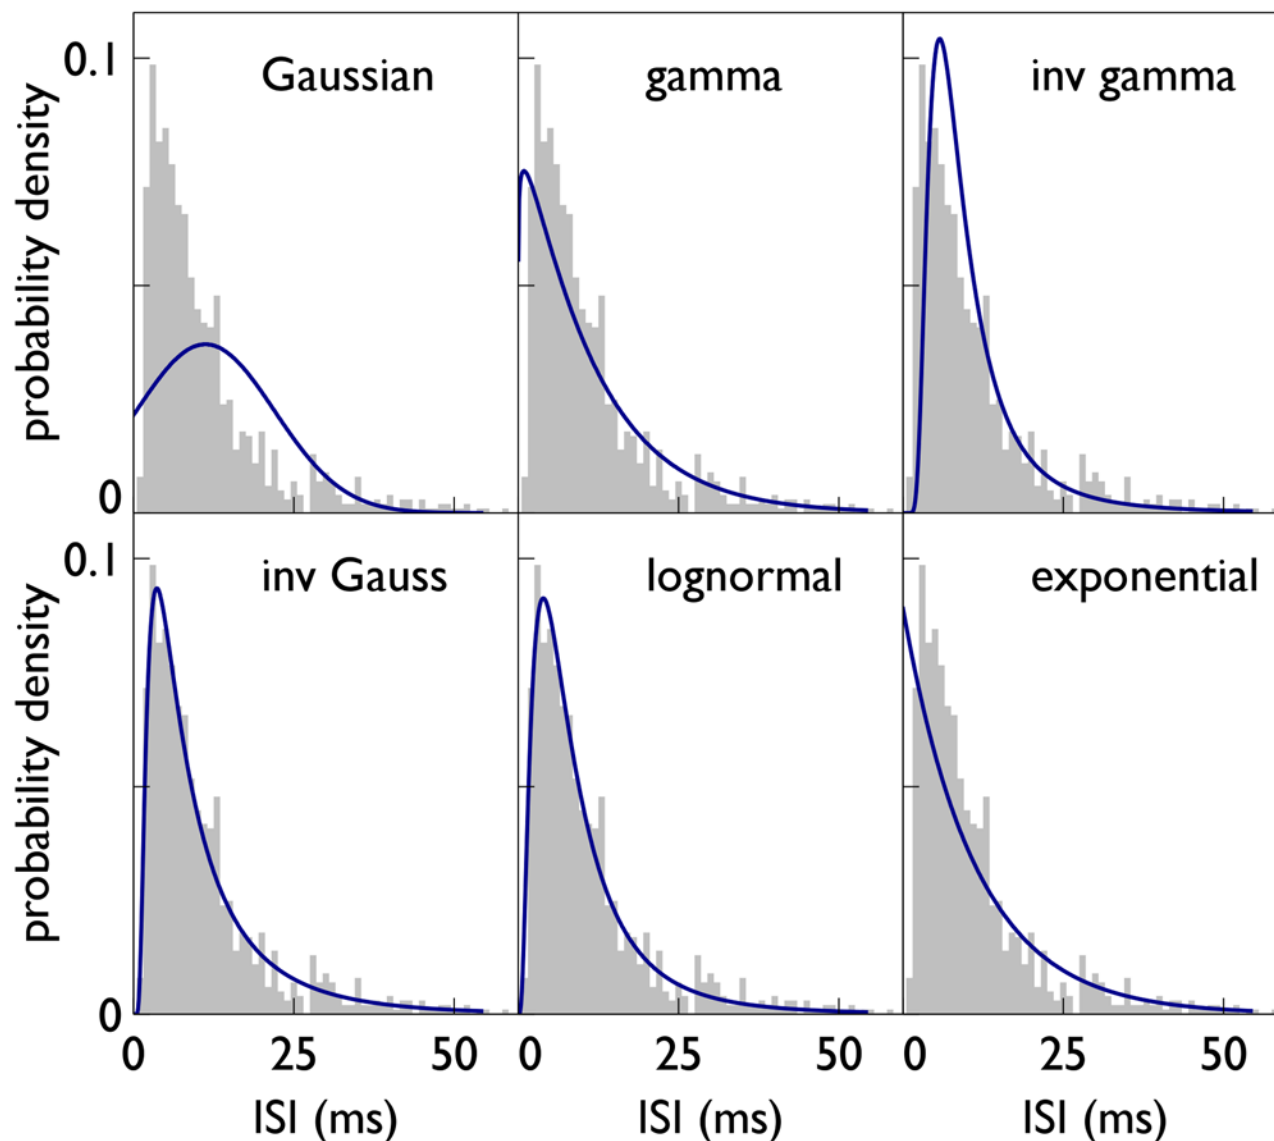 Gaussian
gamma
inv gamma
0.1
probability density
0
inv Gauss
lognormal
exponential
0.1
probability density
0
0 25 50 0 25 50 0 25 50
ISI (ms) ISI (ms) ISI (ms)